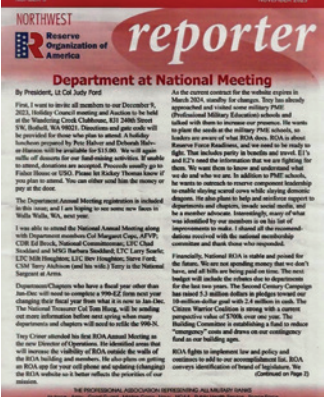 NORTHWEST
Reserve
Organization of
America
reporter
Department at National Meeting
By President, Lt Col Judy Ford
First, I want to invite all members to our December 9,
2023, Holiday Council meeting and Auction to be held
at the Wandering Creek Clubhouse, 831 240th Street
SW, Bothell, WA 98021. Directions and gate code will
be provided for those who plan to attend. A holiday
luncheon prepared by Pete Halver and Deborah
will be available for $15.00. We will again
raffle off desserts for our fund-raising activities. If unable
to attend, donations are accepted. Proceeds usually go to
Fisher House or USO. Please let Rickey Thomas know if
you plan to attend. You can either send him the money or
pay at the door.
The Department Annual Meeting registration is included
in this issue, and I am hoping to see some new faces in
Walla Walla, WA, next year.
I was able to attend the National Annual Meeting along
with Department members Col Margaret Cope, AFVP,
CDR Ed Brock, National Committeeman; LTC Chad
Stoddard and MSG Barbara Stoddard; LTC Larry Soarle;
LTC Milt Houghton; LTC Bev Houghton; Steve Ford;
CSM Terry Atchison (and his wife.) Terry is the National
Sergeant at Arms.
Department/Chapters who have a fiscal year other than
Jan-Dec will need to complete a 990-EZ form next year
changing their fiscal year from what it is now to Jan-Dec.
The National Treasurer Col Tom Hogg, will be sending
out more information before next spring when many
departments and chapters will need to refile the 990-N.
Trey Criner attended his first ROA Annual Meeting as
the new Director of Operations. He identified areas that
will increase the visibility of ROA outside the walls of
the ROA building and members. He also plans on getting
an ROA app for your cell phone and updating (changing)
the ROA website so it better reflects the priorities of our
mission.
As the current contract for the website expires in
March 2024, standby for changes. Trey has already
approached and visited some military PME
(Professional Military Education) schools and
talked with them to increase our presence. He wants
to plant the seeds at the military PME schools, so
leaders are aware of what ROA does. ROA is about
Reserve Force Readiness, and we need to be ready to
fight. That includes parity in benefits and travel. E1's
and E2's need the information that we are fighting for
them. We want them to know and understand what
we do and who we are. In addition to PME schools,
he wants to outreach to reserve component leadership
to enable slaying scared cows while slaying domestic
dragons. He also plans to help and reinforce support to
departments and chapters, invade social media, and
be a member advocate. Interestingly, many of what
was identified by our members is on his list of
improvements to make. I shared all the recommen-
dations received with the national membership
committee and thank those who responded.
Financially, National ROA is stable and poised for
the future. We are not spending money that we don't
have, and all bills are being paid on time. The next
budget will include the rebates due to departments
for the last two years. The Second Century Campaign
has raised 5.3 million dollars in pledges toward our
10-million-dollar goal with 2.4 million in cash. The
Citizen Warrior Coalition is strong with a current
perspective value of $700k over one year. The
Building Committee is establishing a fund to reduce
"emergency" costs and draws on our contingency
fund as our building ages.
ROA fights to implement law and policy and
continues to add to our accomplishment list. ROA
conveys identification of brand of legislature. We
(Continued on Page 2)
THE PROFESSIONAL ASSOCIATION REPRESENTING ALL MILITARY RANKS